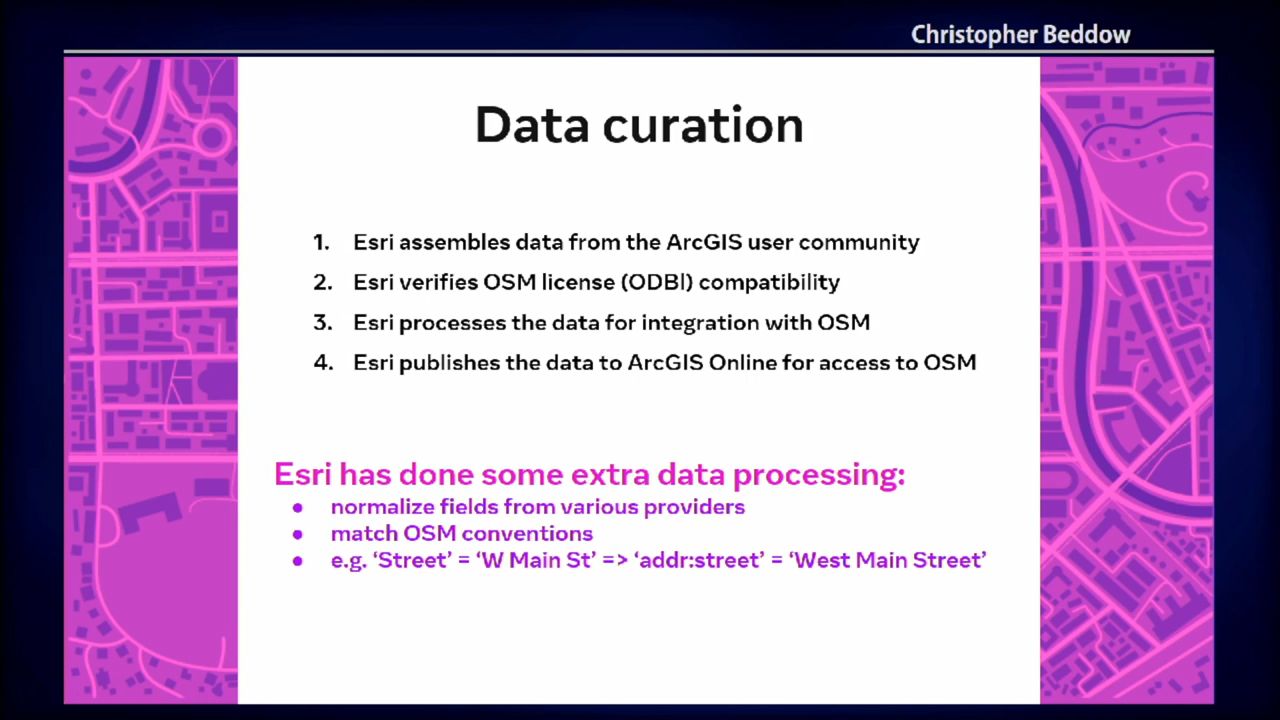 Christopher Beddow
Data curation
1. Esri assembles data from the ArcGIS user community
2. Esri verifies OSM license (ODBl) compatibility
3. Esri processes the data for integration with OSM
4. Esri publishes the data to ArcGIS Online for access to OSM
Esri has done some extra data processing:
● normalize fields from various providers
● match OSM conventions
● e.g. ‘Street’ = ‘W Main St’ => ‘addr:street’ = ‘West Main Street’